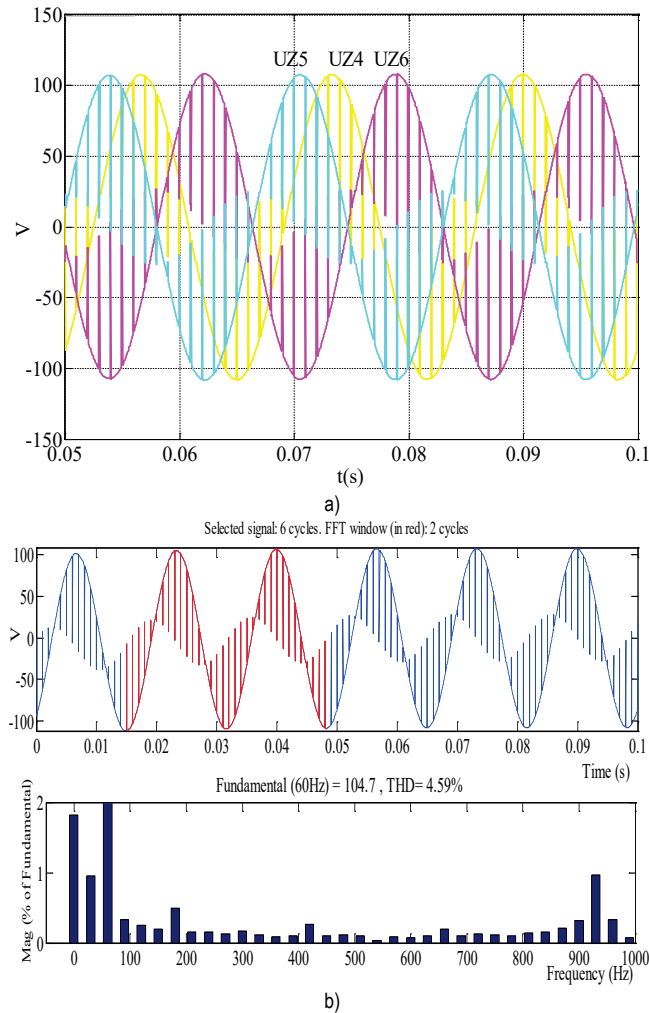 150
100
50
0
-50
-100
-150
V
UZ5 UZ4 UZ6
0.05 0.06 0.07 0.08 0.09 0.1
t(s)
a)
Selected signal: 6 cycles. FFT window (in red): 2 cycles
100
50
0
-50
-100
V
0 0.01 0.02 0.03 0.04 0.05 0.06 0.07 0.08 0.09 0.1
Time (s)
Fundamental (60Hz) = 104.7 , THD= 4.59%
2
1
0
Mag (% of Fundamental)
0 100 200 300 400 500 600 700 800 900 1000
Frequency (Hz)
b)